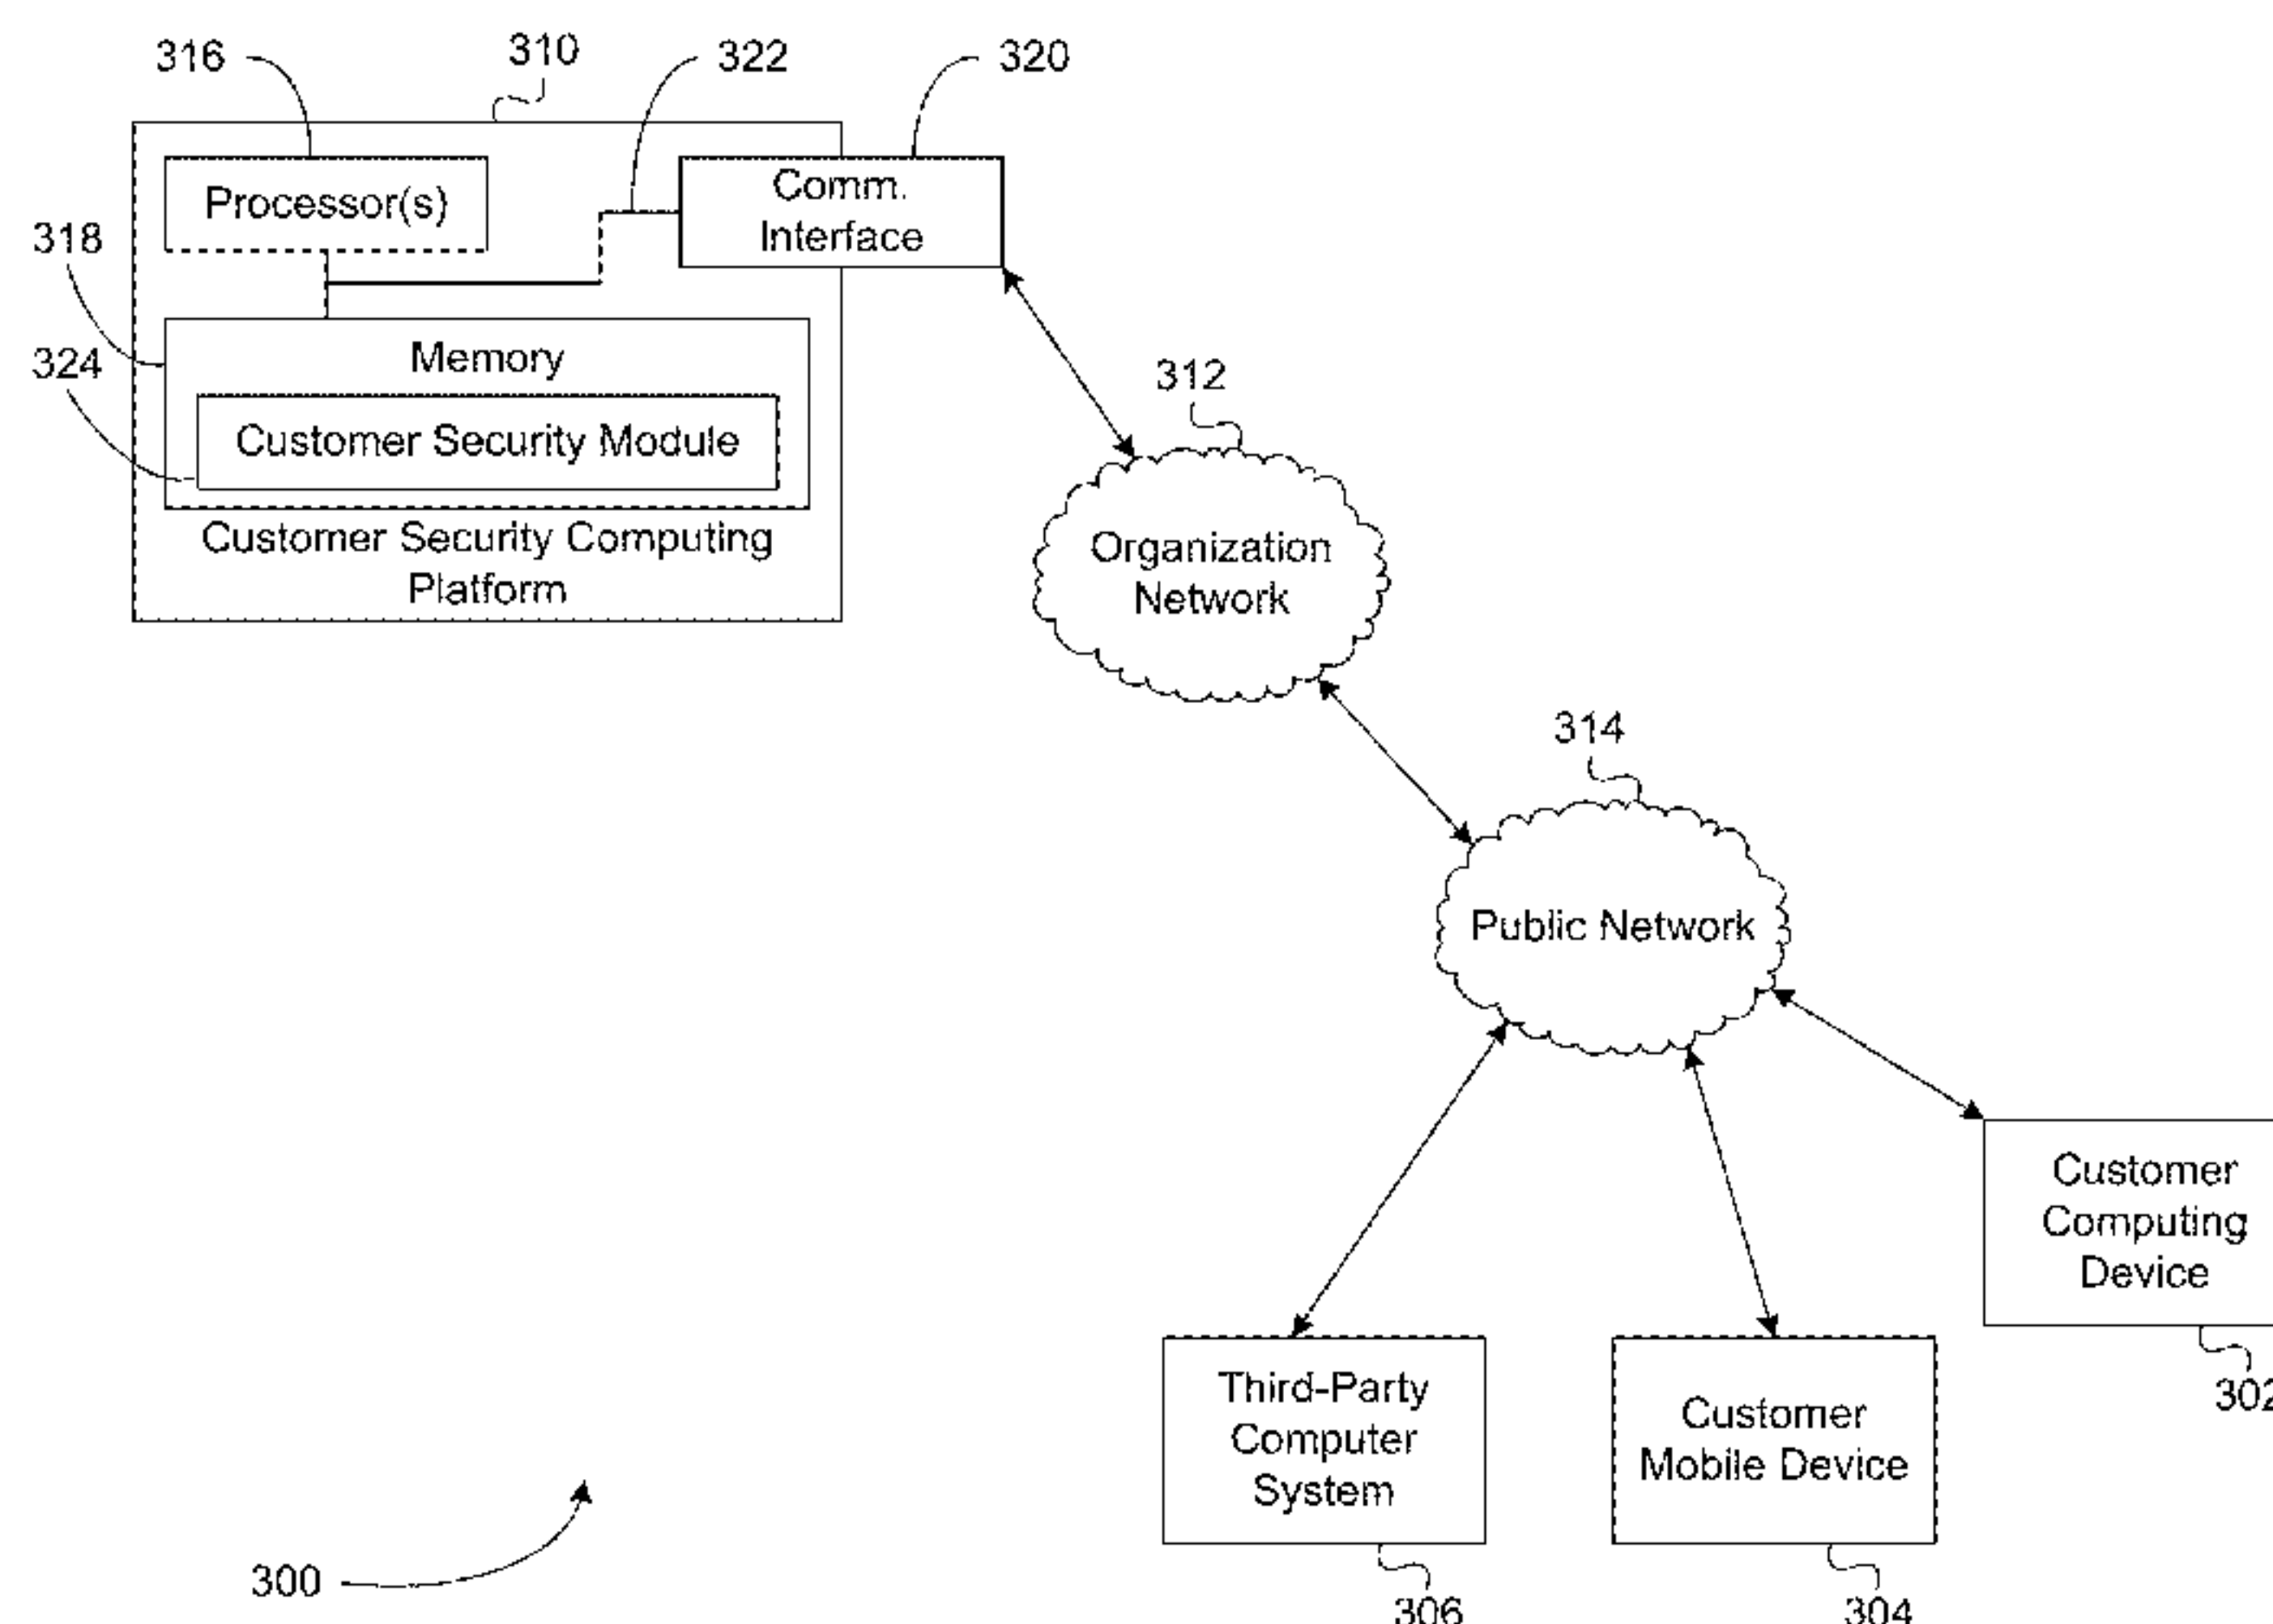 316
310
322
320
Processor(s)
Comm.
Interface
318
324
Memory
Customer Security Module
Customer Security Computing
Platform
312
Organization
Network
314
Public Network
Customer
Computing
Device
302
Third-Party
Computer
System
Customer
Mobile Device
306
304
300